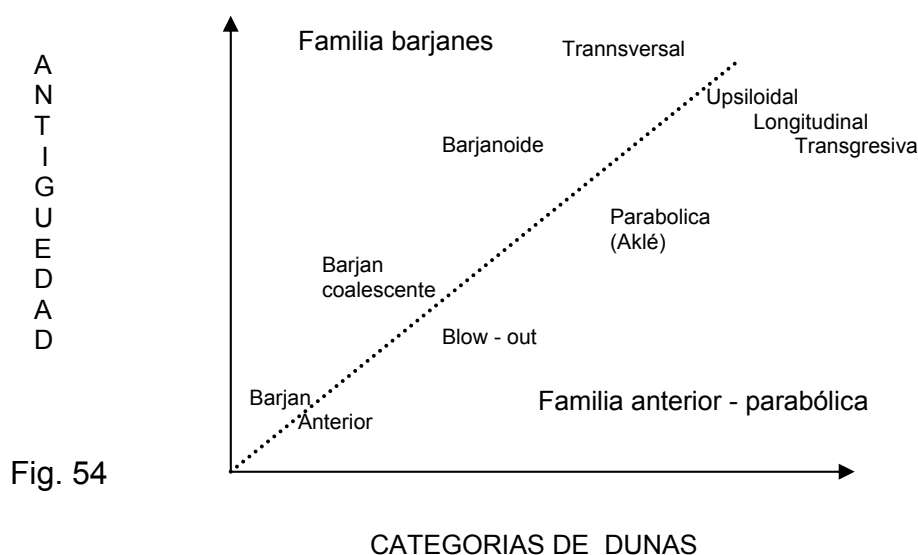 Familia barjanes
Trannsversal
ANTIGUEDAD
Upsiloidal
Longitudinal
Transgresiva
Barjanoide
Parabolica
(Aklé)
Barjan
coalescente
Blow - out
Barjan
Anterior
Familia anterior - parabólica
Fig. 54
CATEGORIAS DE DUNAS